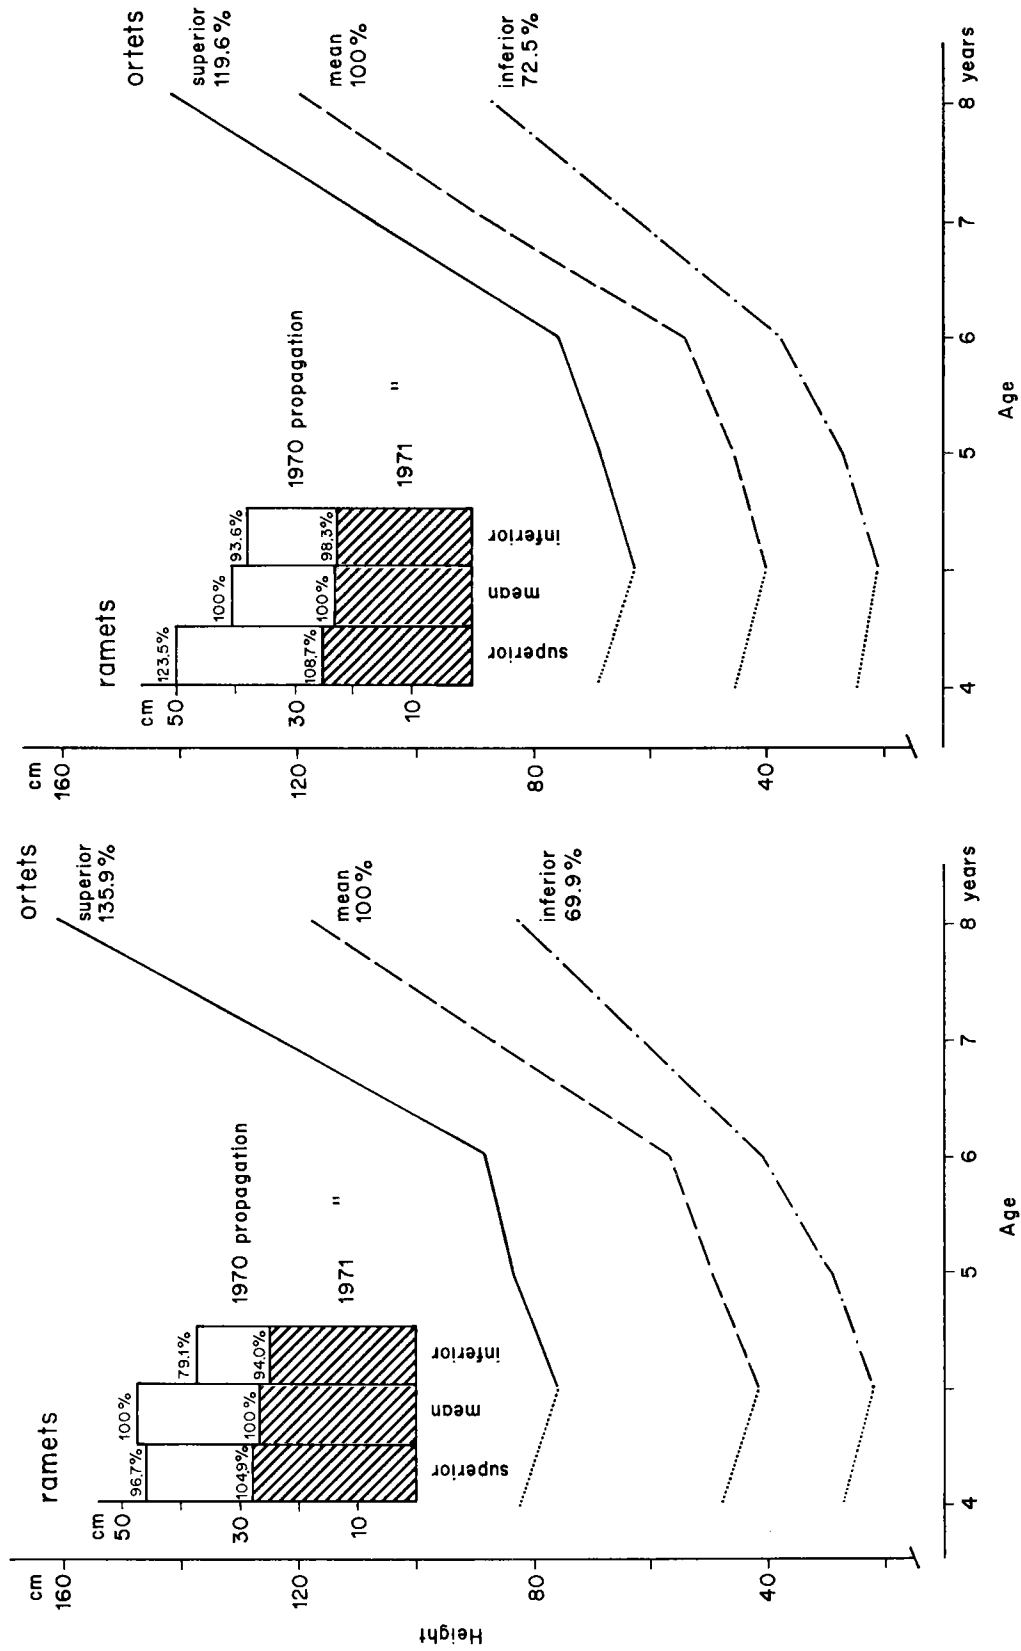 Height
cm
160
120
80
40
ramets
cm
50
30
10
96.7%
100%
79.1%
104.9%
100%
94.0%
superior
mean
inferior
1970 propagation
1971 "
ortets
superior
135.9%
mean
100%
inferior
69.9%
4
5
6
7
8 years
Age
cm
160
120
80
40
ramets
cm
50
30
10
123.5%
100%
93.6%
108.7%
100%
98.3%
superior
mean
inferior
1970 propagation
1971 "
ortets
superior
119.6%
mean
100%
inferior
72.5%
4
5
6
7
8 years
Age